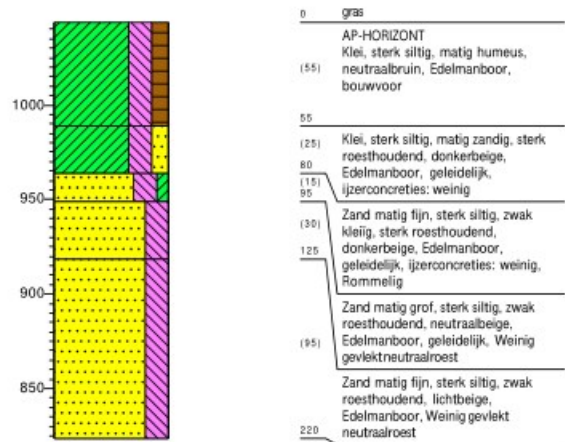 0 gras
AP-HORIZONT
Klei, sterk siltig, matig humeus,
(55) neutraalbruin, Edelmanboor,
bouwvoor
1000
55
(25) Klei, sterk siltig, matig zandig, sterk
roesthoudend, donkerbeige,
80 Edelmanboor, geleidelijk,
(15) ijzerconcreties: weinig
950
95
Zand matig fijn, sterk siltig, zwak
(30) kleiïg, sterk roesthoudend,
donkerbeige, Edelmanboor,
125 geleidelijk, ijzerconcreties: weinig,
Rommelig
900
Zand matig grof, sterk siltig, zwak
roesthoudend, neutraalbeige,
(95) Edelmanboor, geleidelijk, Weinig
gevlektneutraalroest
850
Zand matig fijn, sterk siltig, zwak
roesthoudend, lichtbeige,
Edelmanboor, Weinig gevlekt
220 neutraalroest